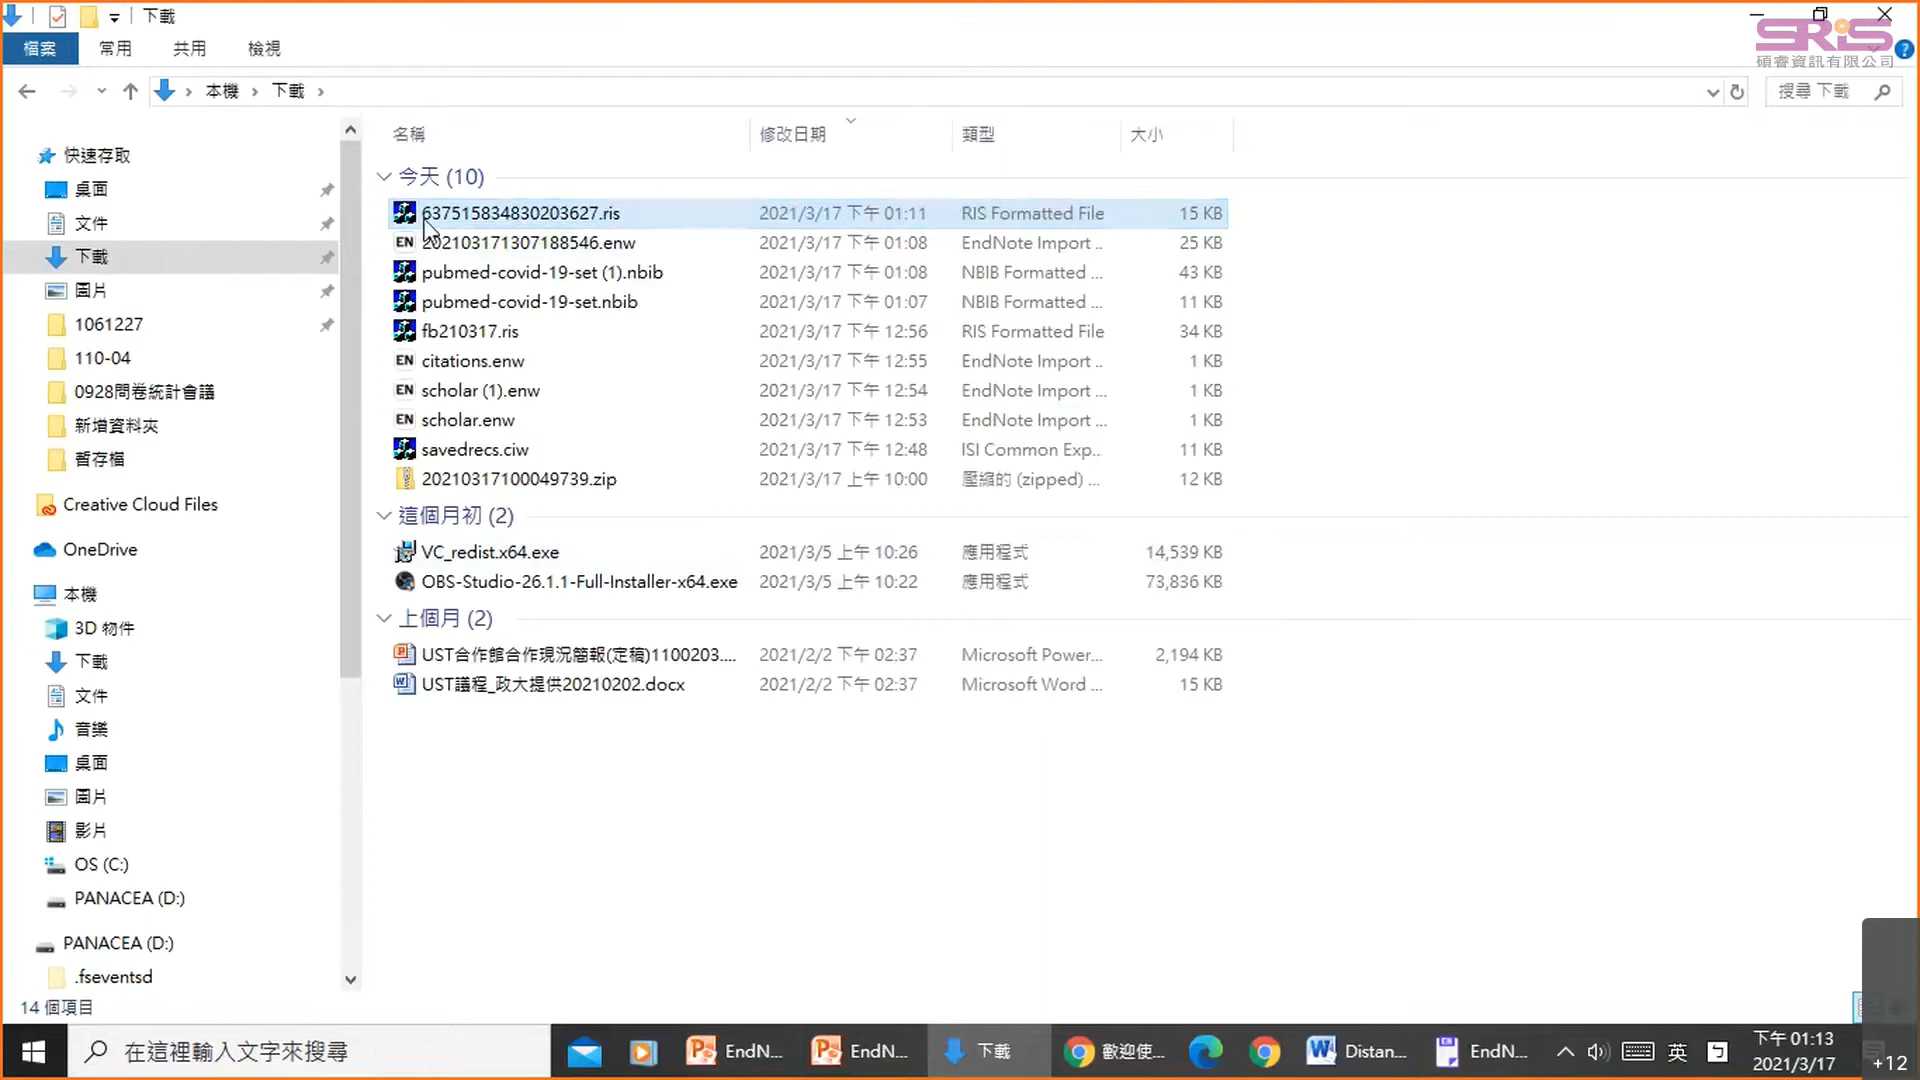 下載
SRIS
碩睿資訊有限公司
檔案 常用 共用 檢視
本機 下載 搜尋 下載
名稱 修改日期 類型 大小
快速存取
桌面
文件
下載
圖片
1061227
110-04
0928問卷統計會議
新增資料夾
暫存檔
Creative Cloud Files
OneDrive
本機
3D 物件
下載
文件
音樂
桌面
圖片
影片
OS (C:)
PANACEA (D:)
PANACEA (D:)
.fseventsd
今天 (10)
637515834830203627.ris 2021/3/17 下午 01:11 RIS Formatted File 15 KB
202103171307188546.enw 2021/3/17 下午 01:08 EndNote Import ... 25 KB
pubmed-covid-19-set (1).nbib 2021/3/17 下午 01:08 NBIB Formatted ... 43 KB
pubmed-covid-19-set.nbib 2021/3/17 下午 01:07 NBIB Formatted ... 11 KB
fb210317.ris 2021/3/17 下午 12:56 RIS Formatted File 34 KB
citations.enw 2021/3/17 下午 12:55 EndNote Import ... 1 KB
scholar (1).enw 2021/3/17 下午 12:54 EndNote Import ... 1 KB
scholar.enw 2021/3/17 下午 12:53 EndNote Import ... 1 KB
savedrecs.ciw 2021/3/17 下午 12:48 ISI Common Exp... 11 KB
20210317100049739.zip 2021/3/17 上午 10:00 壓縮的 (zipped) ... 12 KB
這個月初 (2)
VC_redist.x64.exe 2021/3/5 上午 10:26 應用程式 14,539 KB
OBS-Studio-26.1.1-Full-Installer-x64.exe 2021/3/5 上午 10:22 應用程式 73,836 KB
上個月 (2)
UST合作館合作現況簡報(定稿)1100203.... 2021/2/2 下午 02:37 Microsoft Power... 2,194 KB
UST議程_政大提供20210202.docx 2021/2/2 下午 02:37 Microsoft Word ... 15 KB
14 個項目
在這裡輸入文字來搜尋 EndN... EndN... 下載 歡迎使... Distan... EndN... 英 ㄅ 下午 01:13
2021/3/17
+12